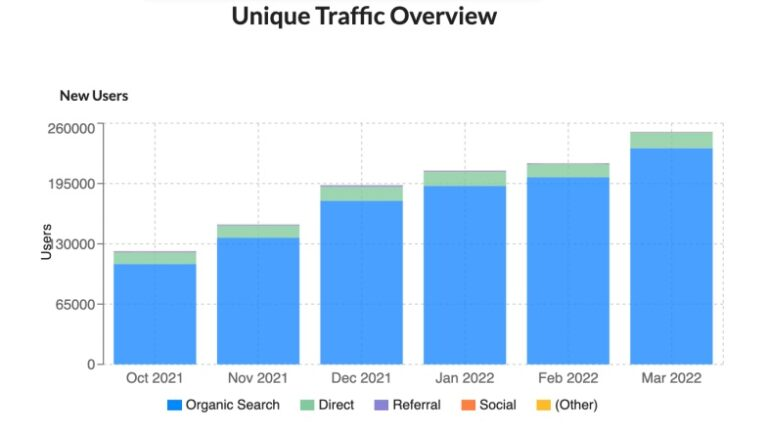 Unique Traffic Overview
New Users
260000
195000
130000
65000
0
Users
Oct 2021 Nov 2021 Dec 2021 Jan 2022 Feb 2022 Mar 2022
Organic Search Direct Referral Social (Other)